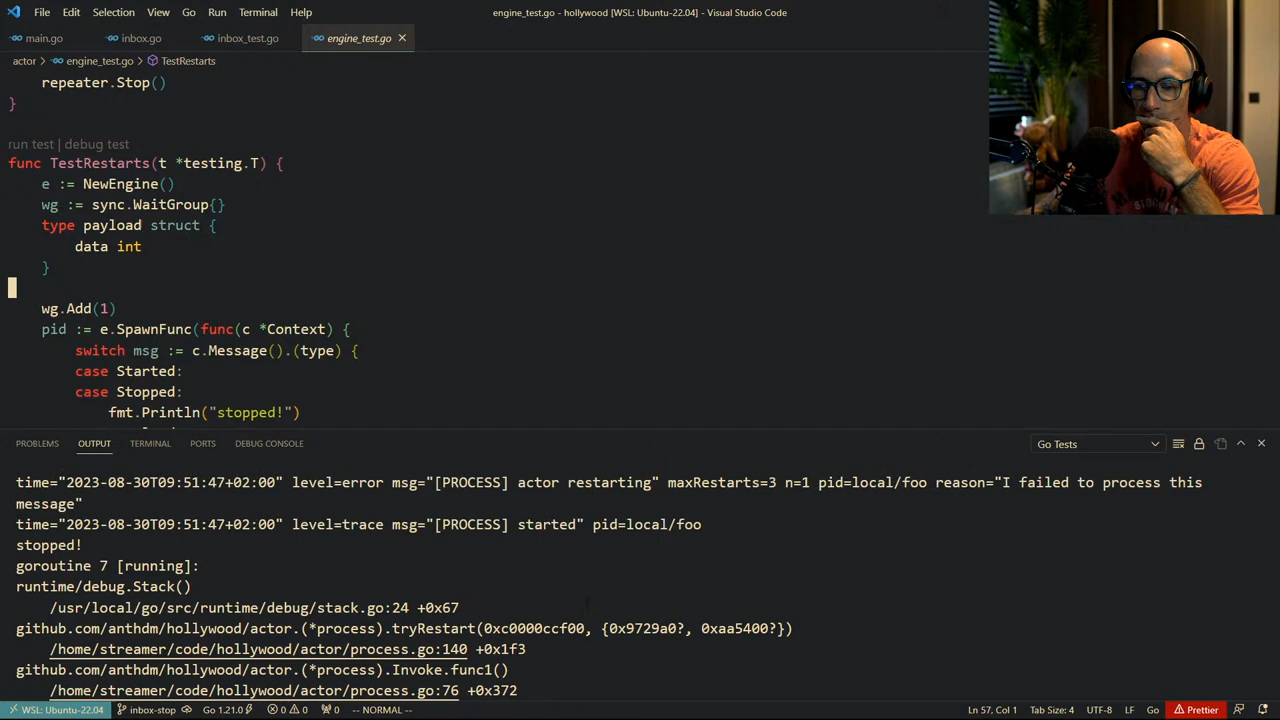 File Edit Selection View Go Run Terminal Help engine_test.go - hollywood [WSL: Ubuntu-22.04] - Visual Studio Code
main.go inbox.go inbox_test.go engine_test.go
actor > engine_test.go > TestRestarts
repeater.Stop()
}
run test | debug test
func TestRestarts(t *testing.T) {
e := NewEngine()
wg := sync.WaitGroup{}
type payload struct {
data int
}
wg.Add(1)
pid := e.SpawnFunc(func(c *Context) {
switch msg := c.Message().(type) {
case Started:
case Stopped:
fmt.Println("stopped!")
PROBLEMS OUTPUT TERMINAL PORTS DEBUG CONSOLE Go Tests
time="2023-08-30T09:51:47+02:00" level=error msg="[PROCESS] actor restarting" maxRestarts=3 n=1 pid=local/foo reason="I failed to process this
message"
time="2023-08-30T09:51:47+02:00" level=trace msg="[PROCESS] started" pid=local/foo
stopped!
goroutine 7 [running]:
runtime/debug.Stack()
/usr/local/go/src/runtime/debug/stack.go:24 +0x67
github.com/anthdm/hollywood/actor.(*process).tryRestart(0xc0000ccf00, {0x9729a0?, 0xaa5400?})
/home/streamer/code/hollywood/actor/process.go:140 +0x1f3
github.com/anthdm/hollywood/actor.(*process).Invoke.func1()
/home/streamer/code/hollywood/actor/process.go:76 +0x372
WSL: Ubuntu-22.04 inbox-stop Go 1.21.0 0 0 0 -- NORMAL -- Ln 57, Col 1 Tab Size: 4 UTF-8 LF Go Prettier